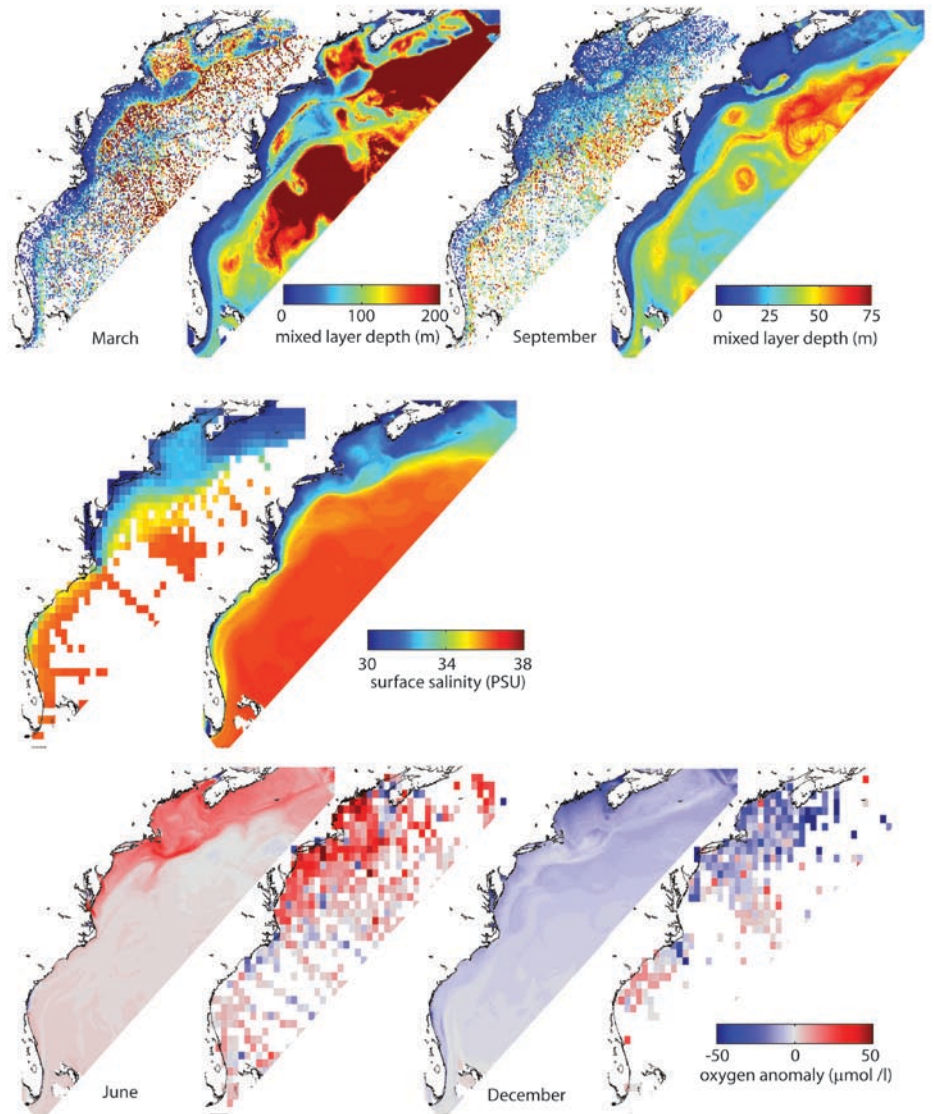 0 100 200
mixed layer depth (m)
March
0 25 50 75
mixed layer depth (m)
September
30 34 38
surface salinity (PSU)
June
December
-50 0 50
oxygen anomaly (μmol /l)